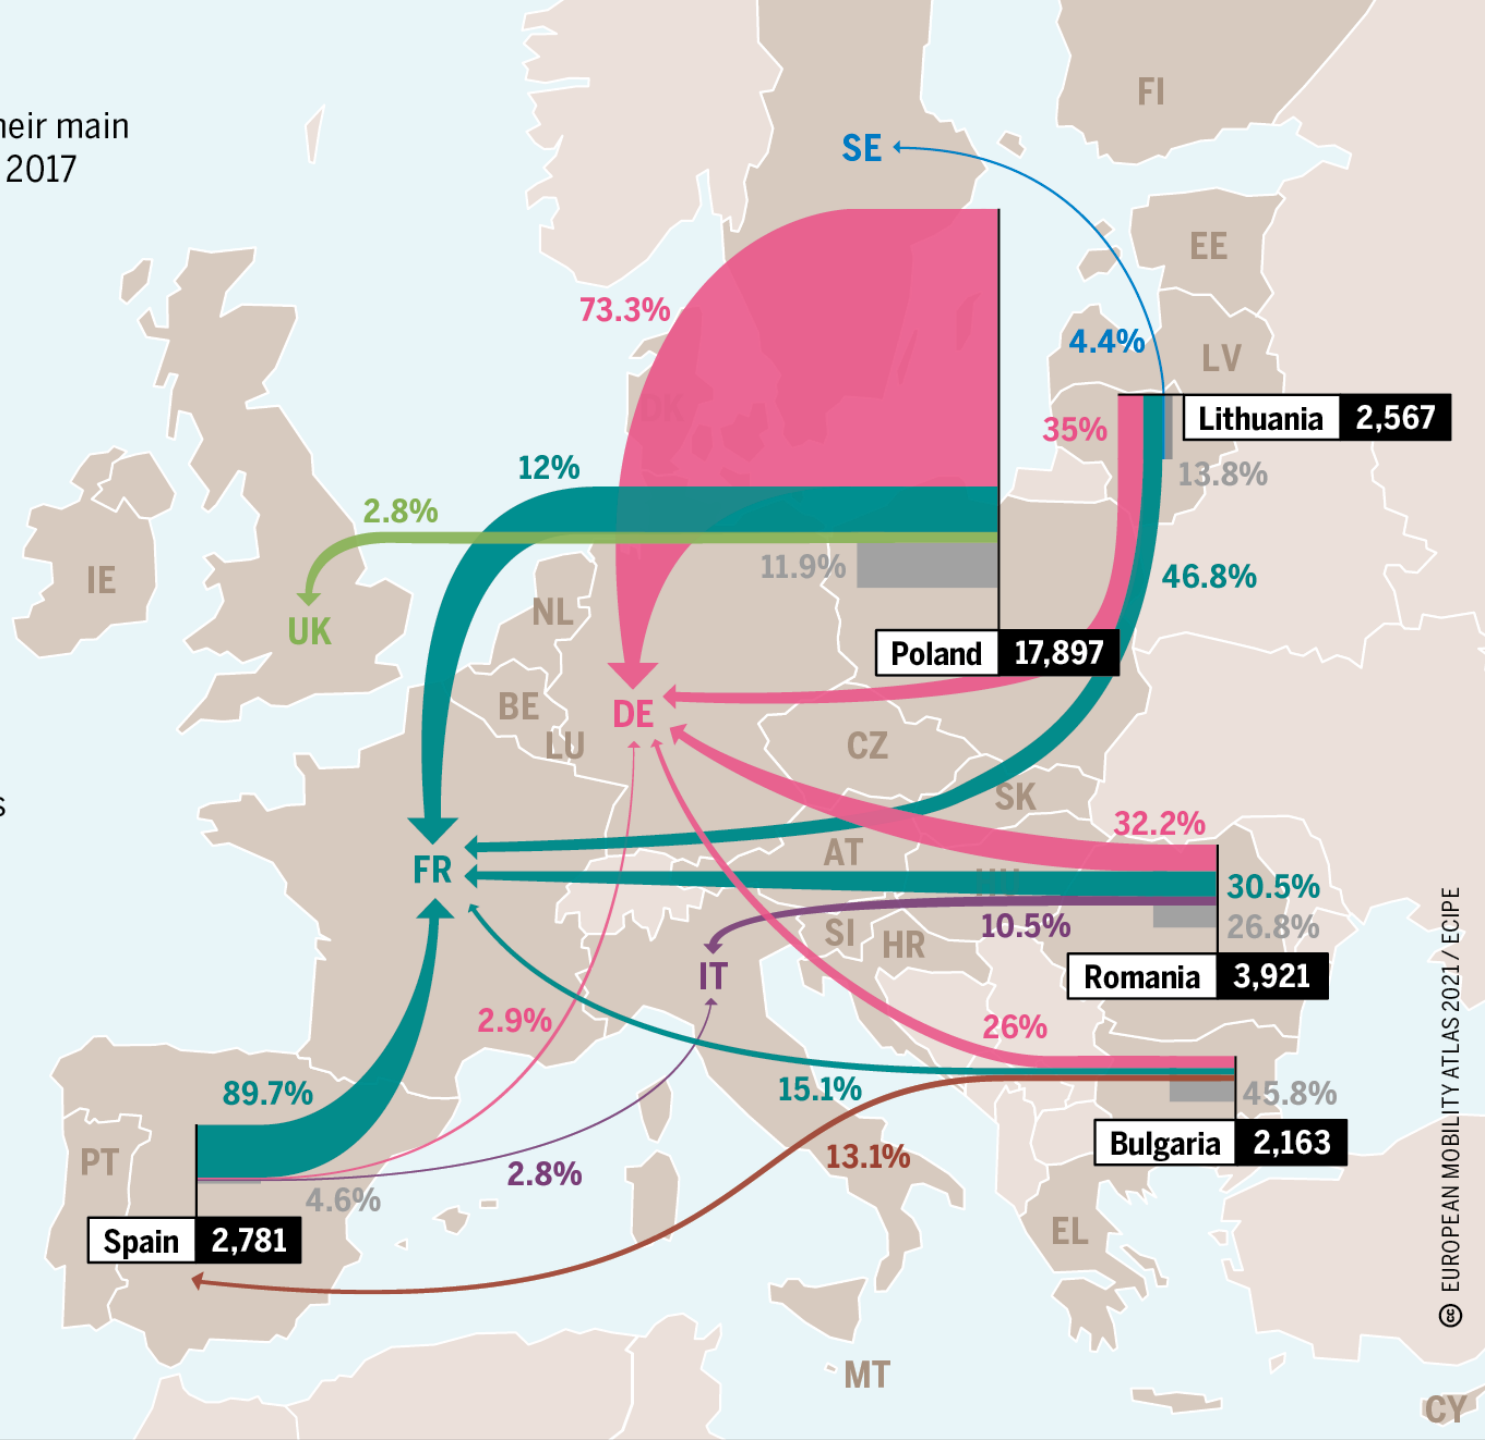 heir main
2017
FI
SE
EE
73.3%
4.4%
LV
DK
Lithuania 2,567
35%
12%
13.8%
2.8%
11.9%
46.8%
IE
NL
UK
Poland 17,897
BE
DE
LU
CZ
s
SK
32.2%
AT
FR
HU
30.5%
10.5%
26.8%
SI
HR
IT
Romania 3,921
2.9%
26%
89.7%
15.1%
45.8%
Bulgaria 2,163
PT
13.1%
2.8%
4.6%
Spain 2,781
EL
MT
CY
cc EUROPEAN MOBILITY ATLAS 2021 / ECIPE